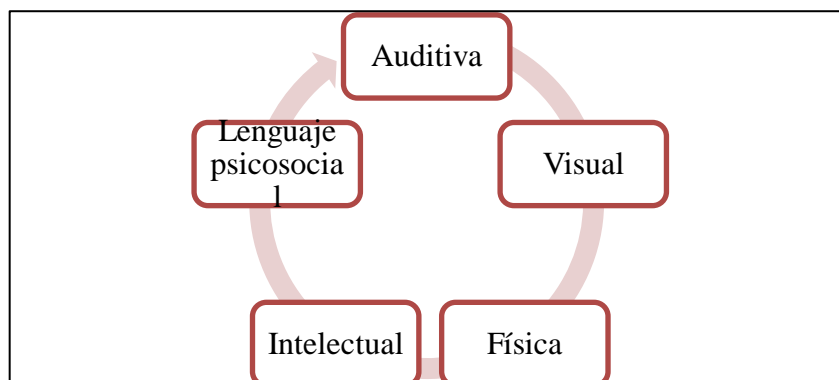 Auditiva
Visual
Física
Intelectual
Lenguaje
psicosocia
l